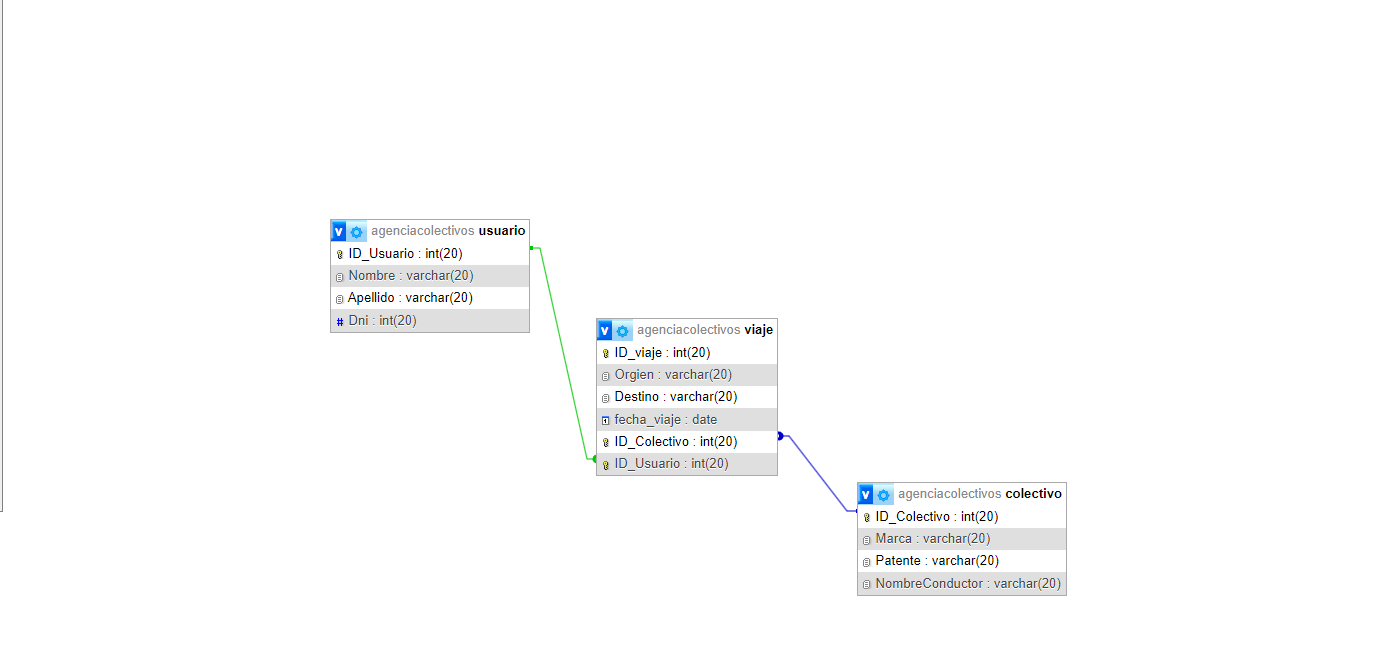 v agenciacolectivos usuario
ID_Usuario : int(20)
Nombre : varchar(20)
Apellido : varchar(20)
# Dni : int(20)
v agenciacolectivos viaje
ID_viaje : int(20)
Orgien : varchar(20)
Destino : varchar(20)
fecha_viaje : date
ID_Colectivo : int(20)
ID_Usuario : int(20)
v agenciacolectivos colectivo
ID_Colectivo : int(20)
Marca : varchar(20)
Patente : varchar(20)
NombreConductor : varchar(20)